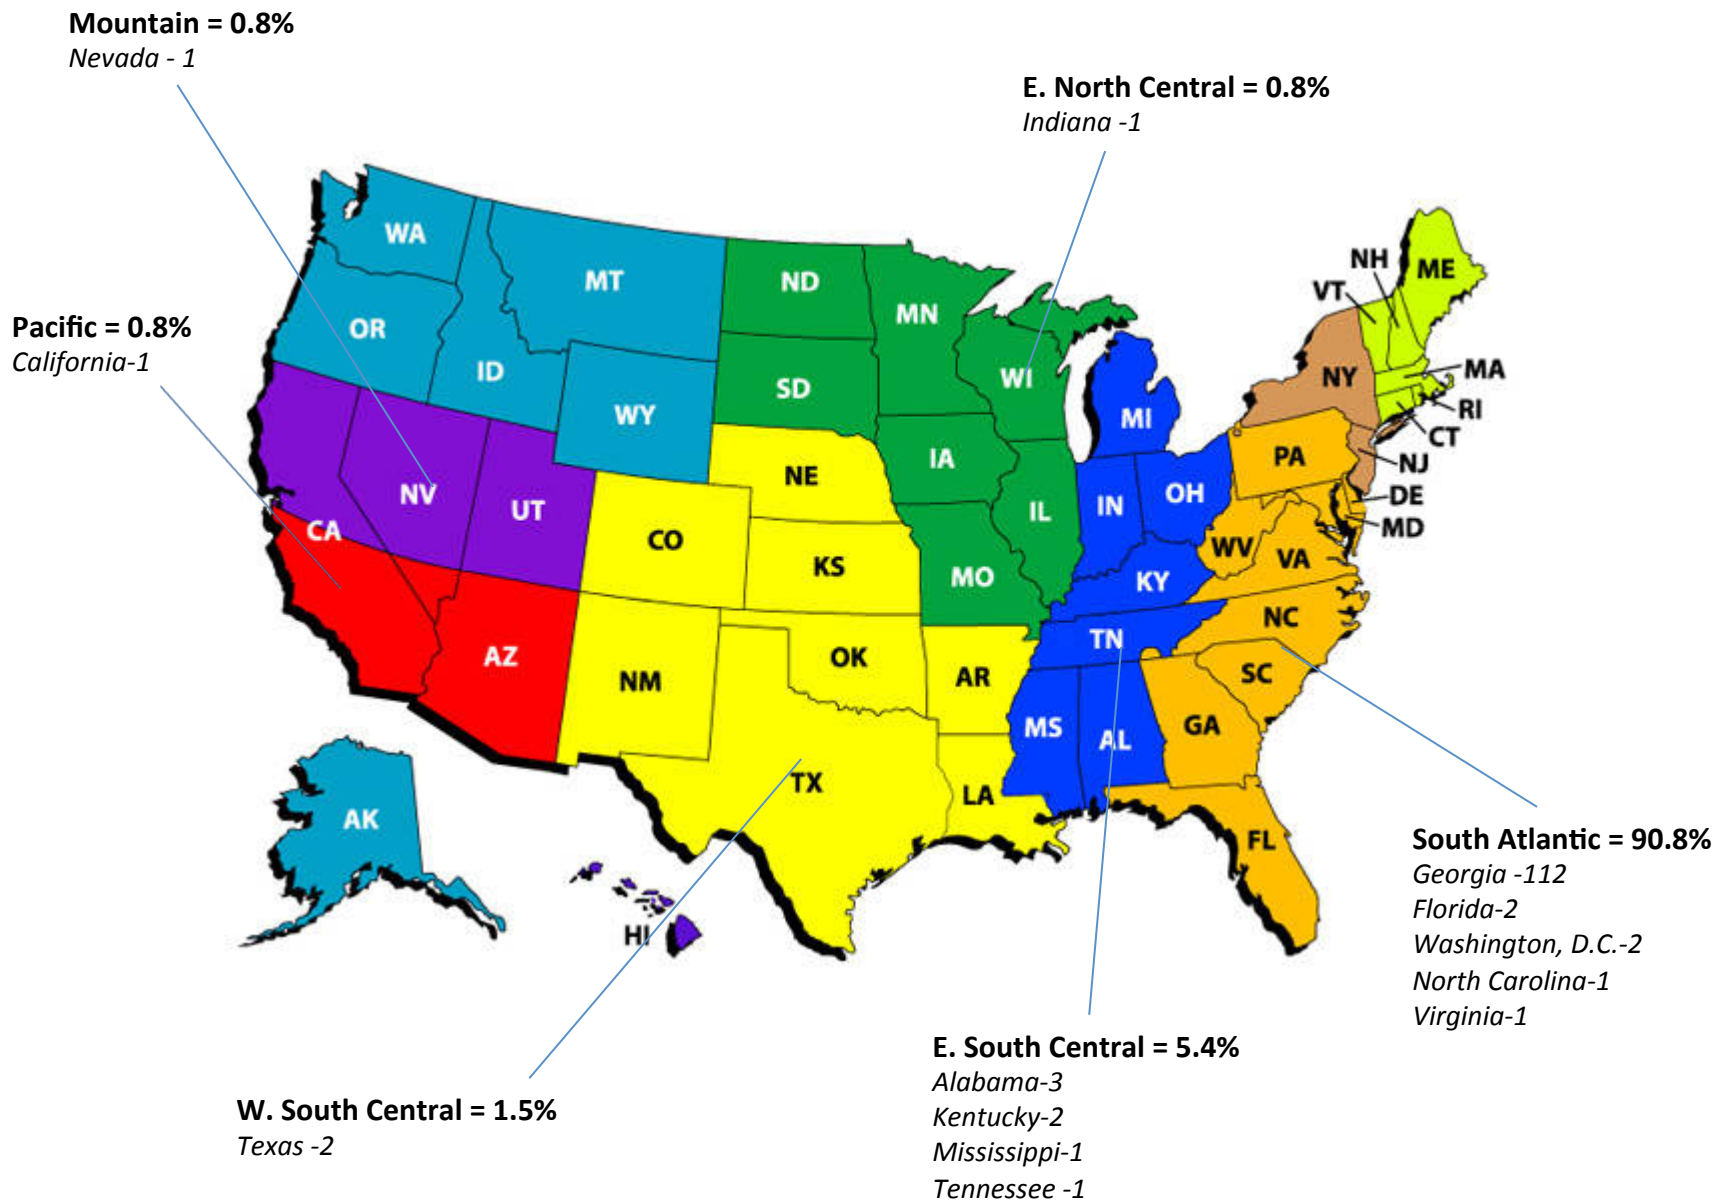 Mountain = 0.8%
Nevada - 1
E. North Central = 0.8%
Indiana -1
Pacific = 0.8%
California-1
WA
MT
ND
MN
OR
ID
SD
WI
WY
MI
NH
ME
VT
NY
MA
RI
CT
NJ
DE
MD
PA
NV
UT
CA
NE
IA
IL
IN
OH
CO
KS
MO
KY
WV
VA
AZ
NM
OK
AR
TN
NC
SC
MS
AL
GA
TX
LA
FL
AK
HI
South Atlantic = 90.8%
Georgia -112
Florida-2
Washington, D.C.-2
North Carolina-1
Virginia-1
E. South Central = 5.4%
Alabama-3
Kentucky-2
Mississippi-1
Tennessee -1
W. South Central = 1.5%
Texas -2